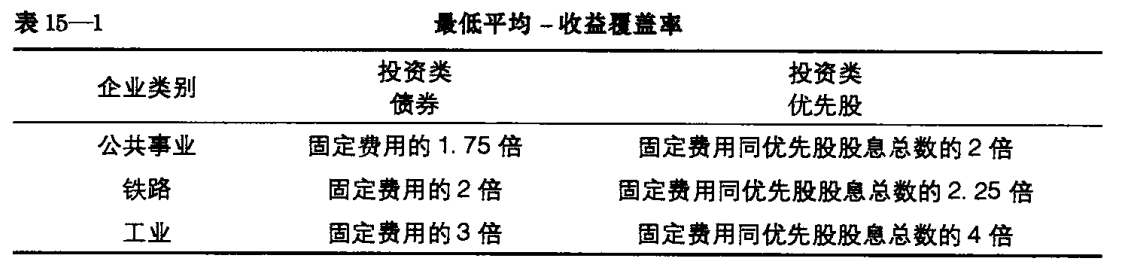 表 15—1 最低平均－收益覆盖率
企业类别 投资类 债券 投资类 优先股
公共事业 固定费用的 1.75 倍 固定费用同优先股股息总数的 2 倍
铁路 固定费用的 2 倍 固定费用同优先股股息总数的 2.25 倍
工业 固定费用的 3 倍 固定费用同优先股股息总数的 4 倍